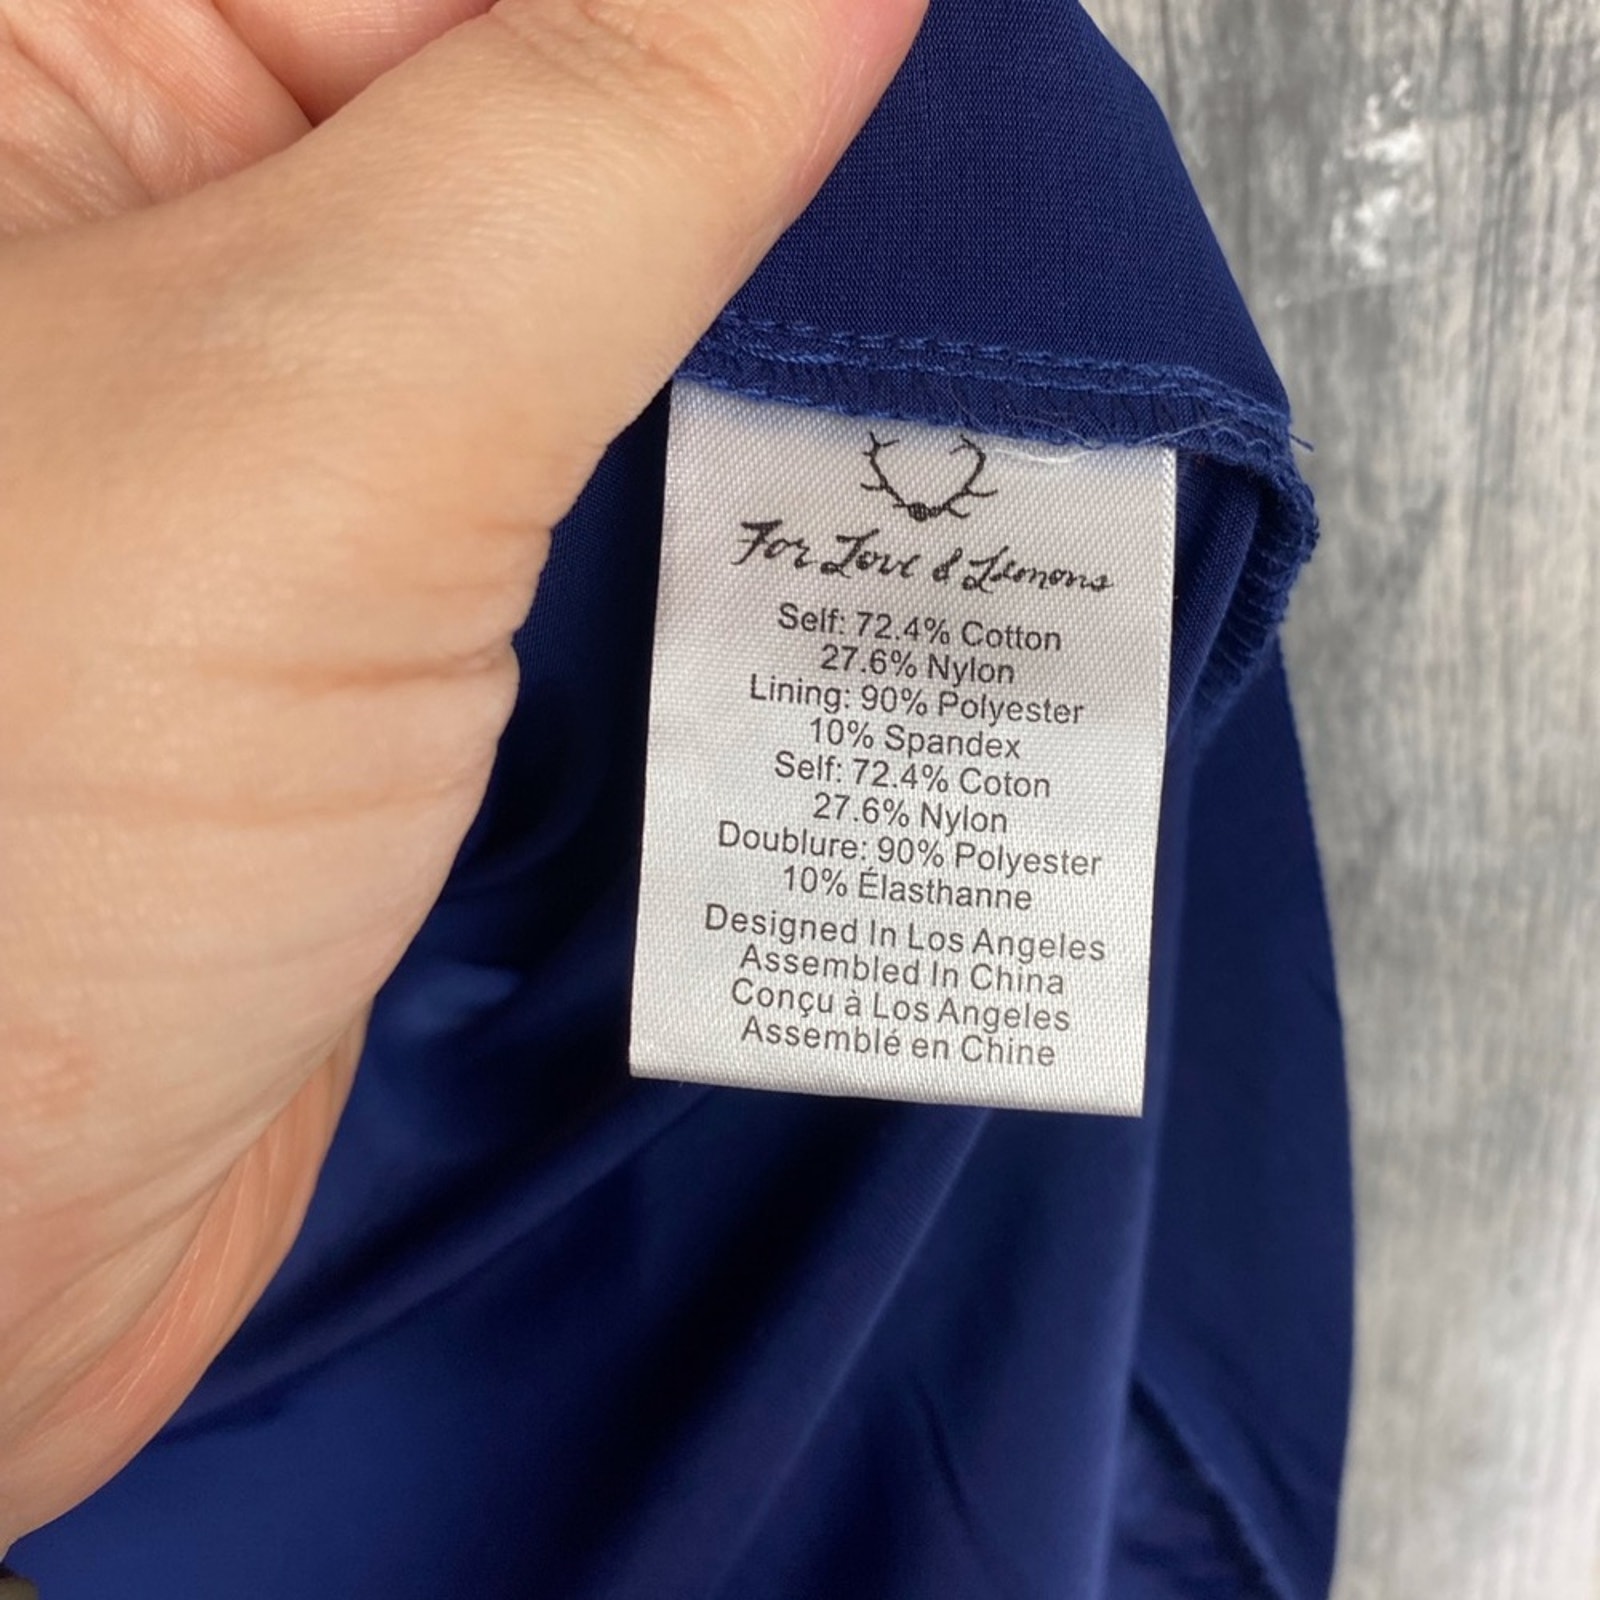 For Love & Lemons
Self: 72.4% Cotton
27.6% Nylon
Lining: 90% Polyester
10% Spandex
Self: 72.4% Coton
27.6% Nylon
Doublure: 90% Polyester
10% Élasthanne
Designed In Los Angeles
Assembled In China
Conçu à Los Angeles
Assemblé en Chine